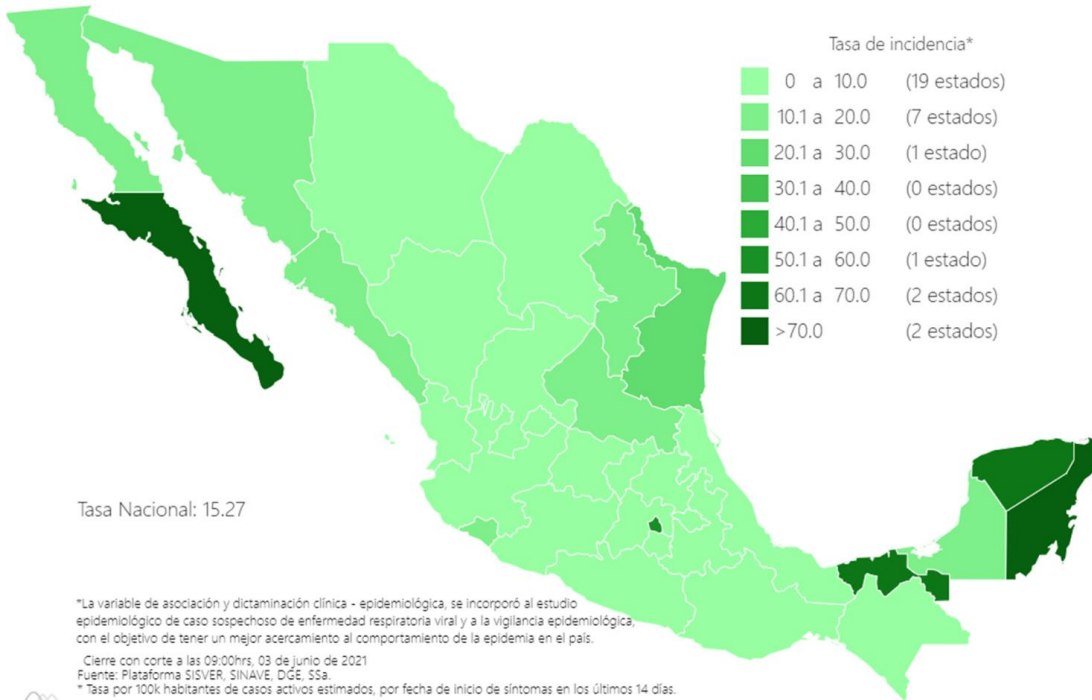 Tasa de incidencia*
0 a 10.0 (19 estados)
10.1 a 20.0 (7 estados)
20.1 a 30.0 (1 estado)
30.1 a 40.0 (0 estados)
40.1 a 50.0 (0 estados)
50.1 a 60.0 (1 estado)
60.1 a 70.0 (2 estados)
>70.0 (2 estados)
Tasa Nacional: 15.27
*La variable de asociación y dictaminación clínica - epidemiológica, se incorporó al estudio
epidemiológico de caso sospechoso de enfermedad respiratoria viral y a la vigilancia epidemiológica,
con el objetivo de tener un mejor acercamiento al comportamiento de la epidemia en el país.
Cierre con corte a las 09:00hrs, 03 de junio de 2021
Fuente: Plataforma SISVER, SINAVE, DGE, SSa.
* Tasa por 100k habitantes de casos activos estimados, por fecha de inicio de síntomas en los últimos 14 días.